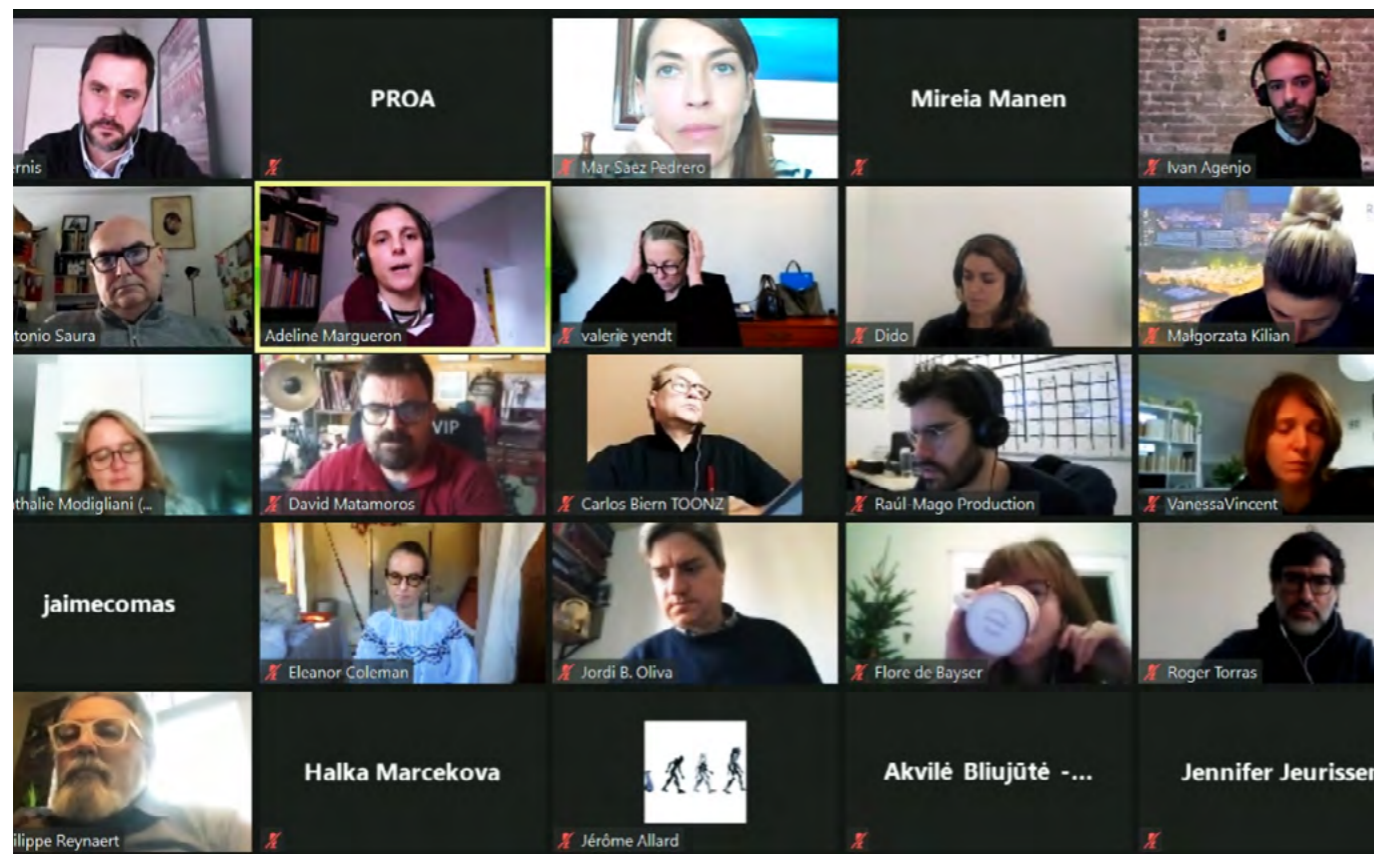 rnis
PROA
Mar Saez Pedrero
Mireia Manen
Ivan Agenjo
tonio Saura
Adeline Margueron
valerie yendt
Dido
Małgorzata Kilian
thalie Modigliani (...
David Matamoros
VIP
Carlos Biern TOONZ
Raúl-Mago Production
VanessaVincent
jaimecomas
Eleanor Coleman
Jordi B. Oliva
Flore de Bayser
Roger Torras
ilippe Reynaert
Halka Marcekova
Jérôme Allard
Akvilė Bliujūtė -...
Jennifer Jeurissen